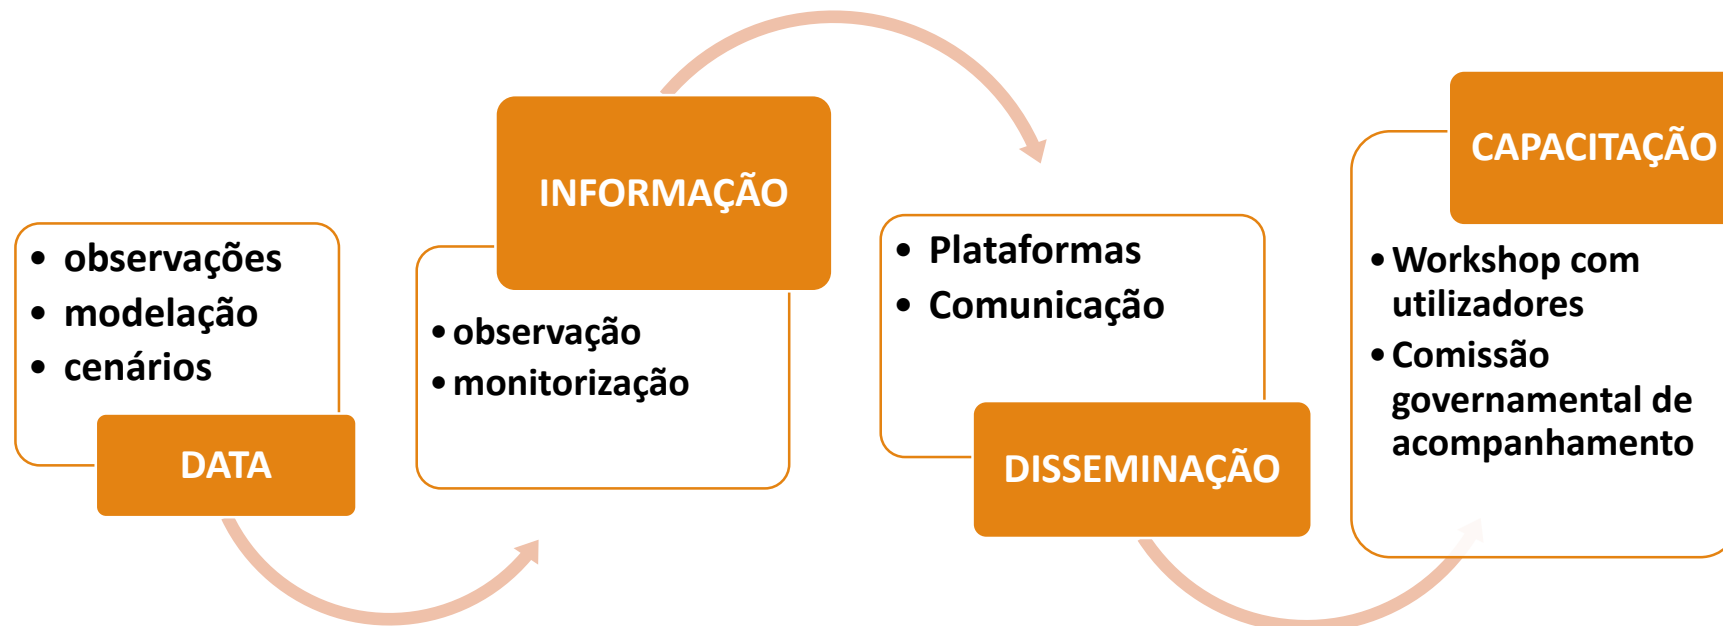 • observações
• modelação
• cenários
DATA
INFORMAÇÃO
• observação
• monitorização
• Plataformas
• Comunicação
DISSEMINAÇÃO
CAPACITAÇÃO
• Workshop com
utilizadores
• Comissão
governamental de
acompanhamento